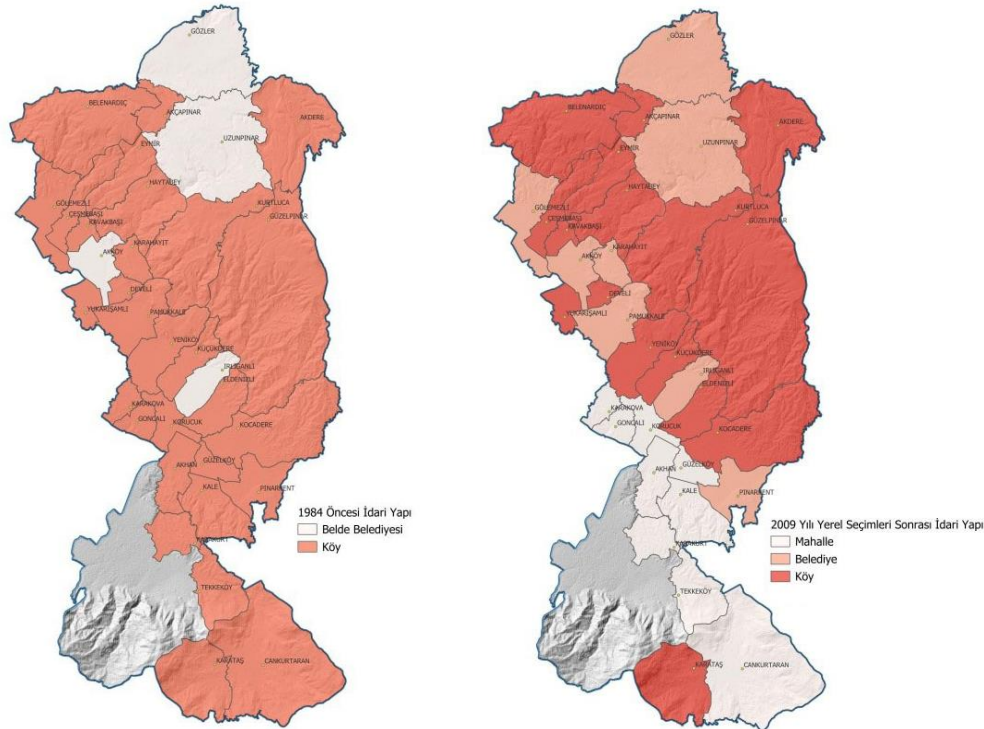 GÖZLER
BELENARDIÇ
AKÇAPINAR
AKDERE
UZUNPINAR
EYMİR
HAYTABEY
KURTLUCA
GÖLEMEZLİ
GÜZELPINAR
ÇEŞMEBAŞI
KAVAKBAŞI
KARAHAYIT
AKKÖY
DEVELİ
YUKARIŞAMLI
PAMUKKALE
YENİKÖY
KÜÇÜKDERE
IRLIGANLI
ELDENİZLİ
KARAKOVA
GONCALI
KORUCUK
KOCADERE
AKHAN
GÜZELKÖY
KALE
PINARKENT
TEKKEKÖY
KARATAŞ
CANKURTARAN
1984 Öncesi İdari Yapı
Belde Belediyesi
Köy
GÖZLER
BELENARDIÇ
AKÇAPINAR
AKDERE
UZUNPINAR
EYMİR
HAYTABEY
KURTLUCA
GÖLEMEZLİ
GÜZELPINAR
ÇEŞMEBAŞI
KAVAKBAŞI
KARAHAYIT
AKKÖY
DEVELİ
YUKARIŞAMLI
PAMUKKALE
YENİKÖY
KÜÇÜKDERE
IRLIGANLI
ELDENİZLİ
KARAKOVA
GONCALI
KORUCUK
KOCADERE
AKHAN
GÜZELKÖY
KALE
PINARKENT
TEKKEKÖY
KARATAŞ
CANKURTARAN
2009 Yılı Yerel Seçimleri Sonrası İdari Yapı
Mahalle
Belediye
Köy